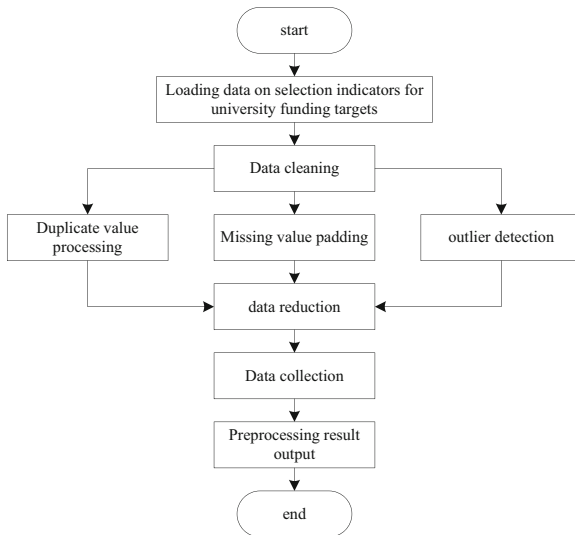 start
Loading data on selection indicators for
university funding targets
Data cleaning
Duplicate value
processing
Missing value padding
outlier detection
data reduction
Data collection
Preprocessing result
output
end